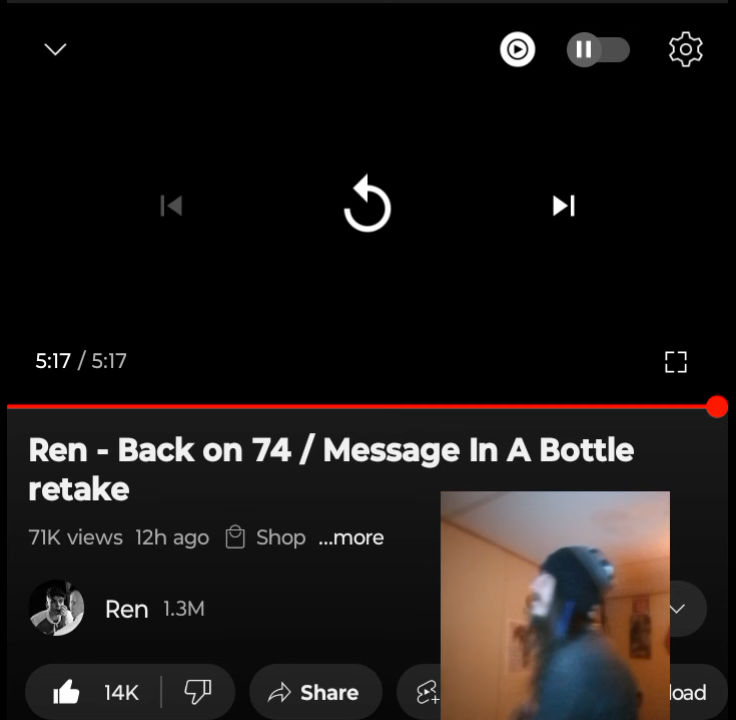 5:17 / 5:17
Ren - Back on 74 / Message In A Bottle
retake
71K views 12h ago Shop ...more
Ren 1.3M
14K Share load